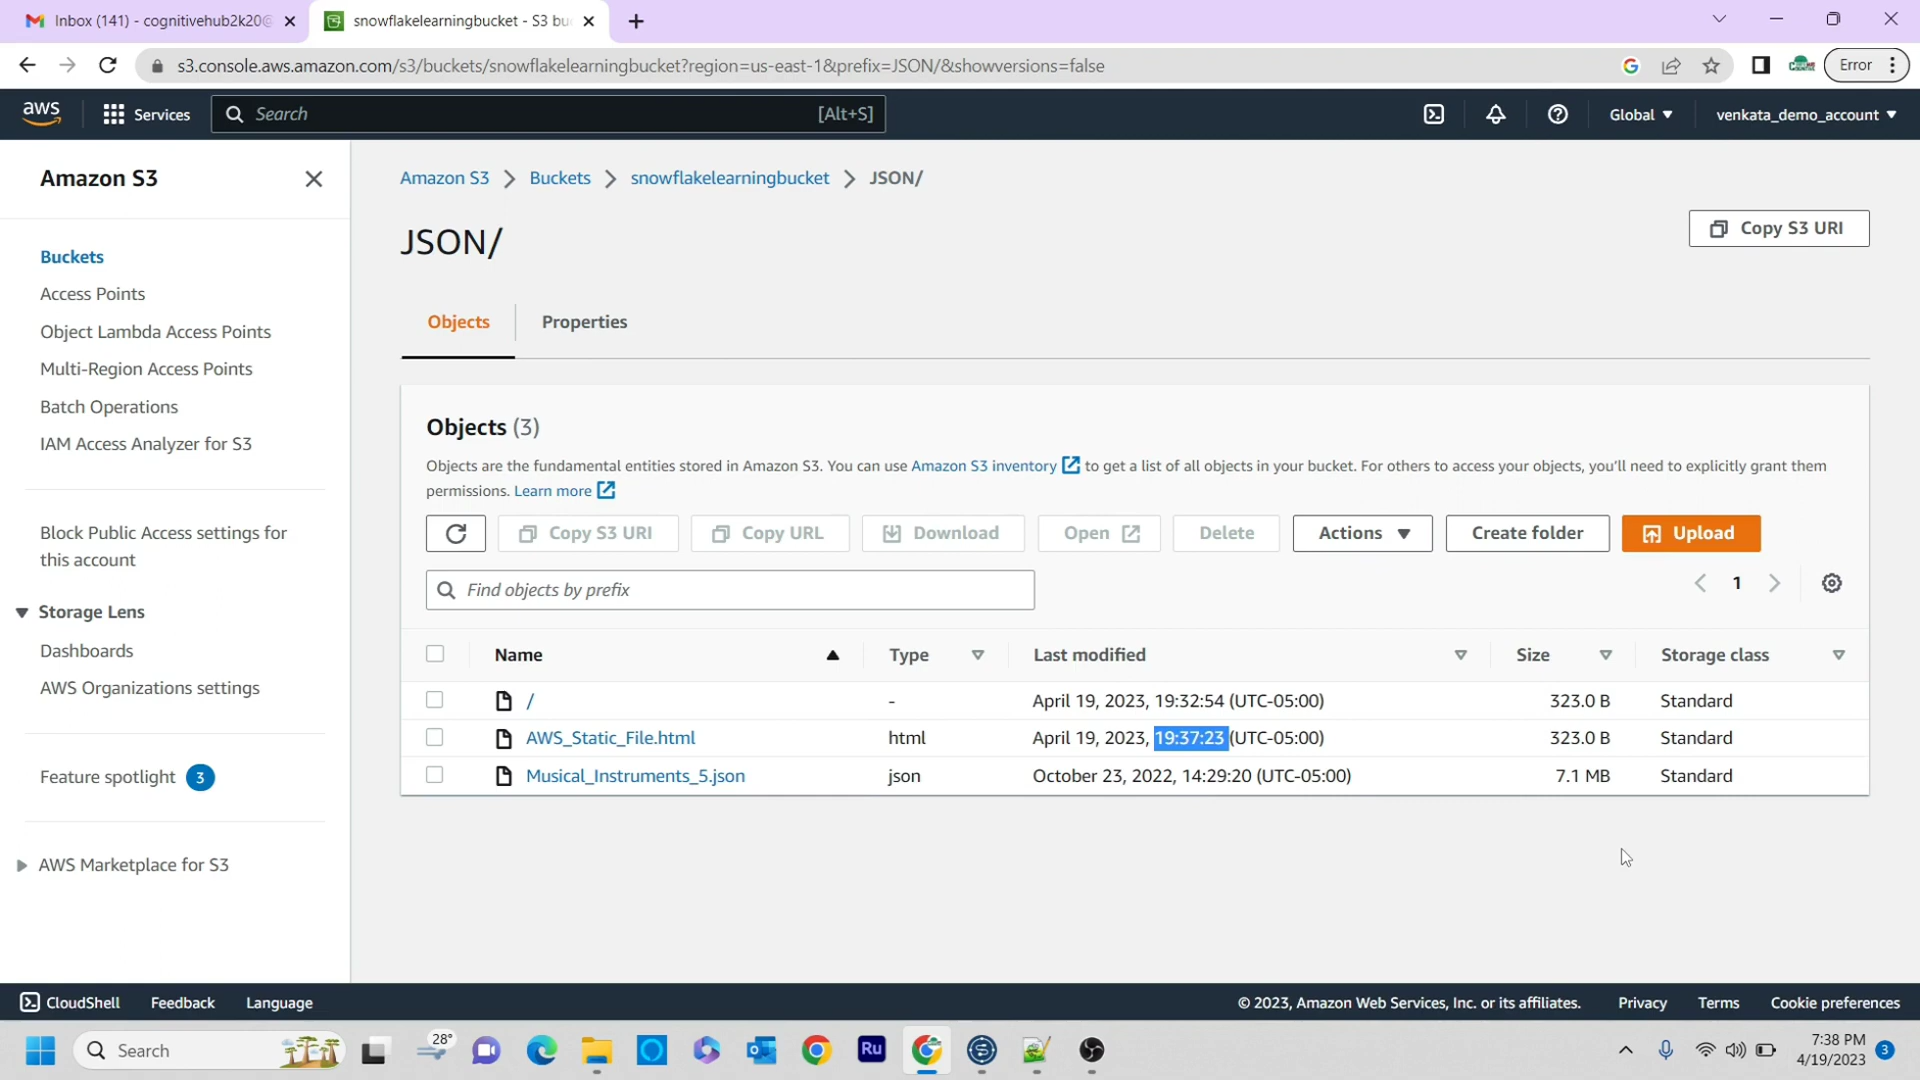 Inbox (141) - cognitivehub2k20@
snowflakelearningbucket - S3 bu
s3.console.aws.amazon.com/s3/buckets/snowflakelearningbucket?region=us-east-1&prefix=JSON/&showversions=false
Error
aws
Services
Search
[Alt+S]
Global
venkata_demo_account
Amazon S3
Buckets
Access Points
Object Lambda Access Points
Multi-Region Access Points
Batch Operations
IAM Access Analyzer for S3
Block Public Access settings for
this account
Storage Lens
Dashboards
AWS Organizations settings
Feature spotlight 3
AWS Marketplace for S3
Amazon S3 > Buckets > snowflakelearningbucket > JSON/
JSON/
Copy S3 URI
Objects
Properties
Objects (3)
Objects are the fundamental entities stored in Amazon S3. You can use Amazon S3 inventory to get a list of all objects in your bucket. For others to access your objects, you'll need to explicitly grant them
permissions. Learn more
Copy S3 URI Copy URL Download Open Delete Actions Create folder Upload
Find objects by prefix
1
Name Type Last modified Size Storage class
/ - April 19, 2023, 19:32:54 (UTC-05:00) 323.0 B Standard
AWS_Static_File.html html April 19, 2023, 19:37:23 (UTC-05:00) 323.0 B Standard
Musical_Instruments_5.json json October 23, 2022, 14:29:20 (UTC-05:00) 7.1 MB Standard
CloudShell Feedback Language
© 2023, Amazon Web Services, Inc. or its affiliates. Privacy Terms Cookie preferences
Search
28°
Ru
7:38 PM
4/19/2023
3